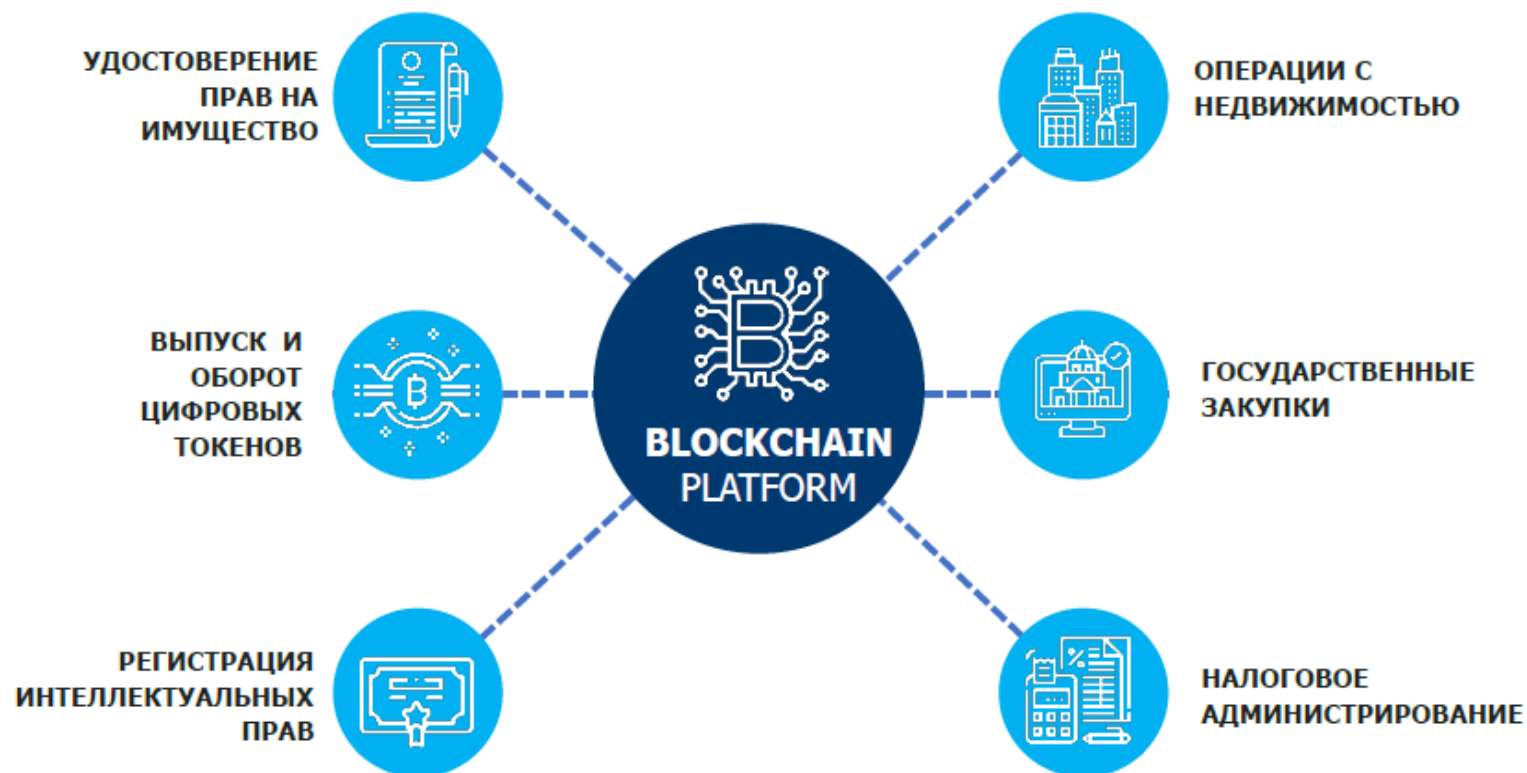 УДОСТОВЕРЕНИЕ
ПРАВ НА
ИМУЩЕСТВО
ОПЕРАЦИИ С
НЕДВИЖИМОСТЬЮ
ВЫПУСК И
ОБОРОТ
ЦИФРОВЫХ
ТОКЕНОВ
BLOCKCHAIN
PLATFORM
ГОСУДАРСТВЕННЫЕ
ЗАКУПКИ
РЕГИСТРАЦИЯ
ИНТЕЛЛЕКТУАЛЬНЫХ
ПРАВ
НАЛОГОВОЕ
АДМИНИСТРИРОВАНИЕ